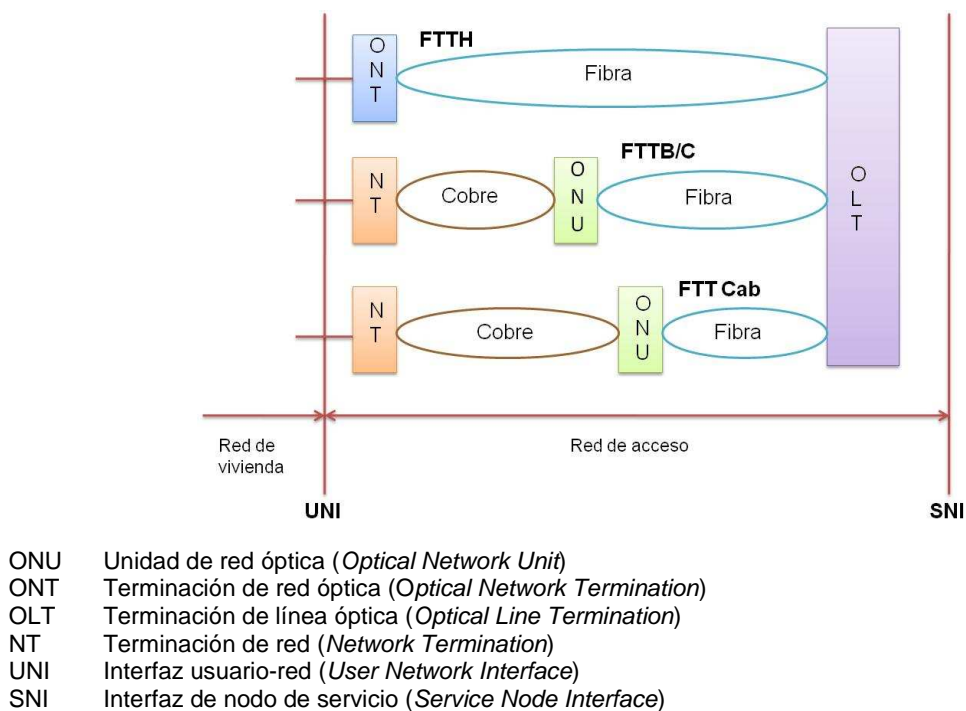 O
N
T
FTTH
Fibra
N
T
Cobre
O
N
U
FTTB/C
Fibra
O
L
T
N
T
Cobre
O
N
U
FTT Cab
Fibra
Red de
vivienda
Red de acceso
UNI
SNI
ONU Unidad de red óptica (Optical Network Unit)
ONT Terminación de red óptica (Optical Network Termination)
OLT Terminación de línea óptica (Optical Line Termination)
NT Terminación de red (Network Termination)
UNI Interfaz usuario-red (User Network Interface)
SNI Interfaz de nodo de servicio (Service Node Interface)